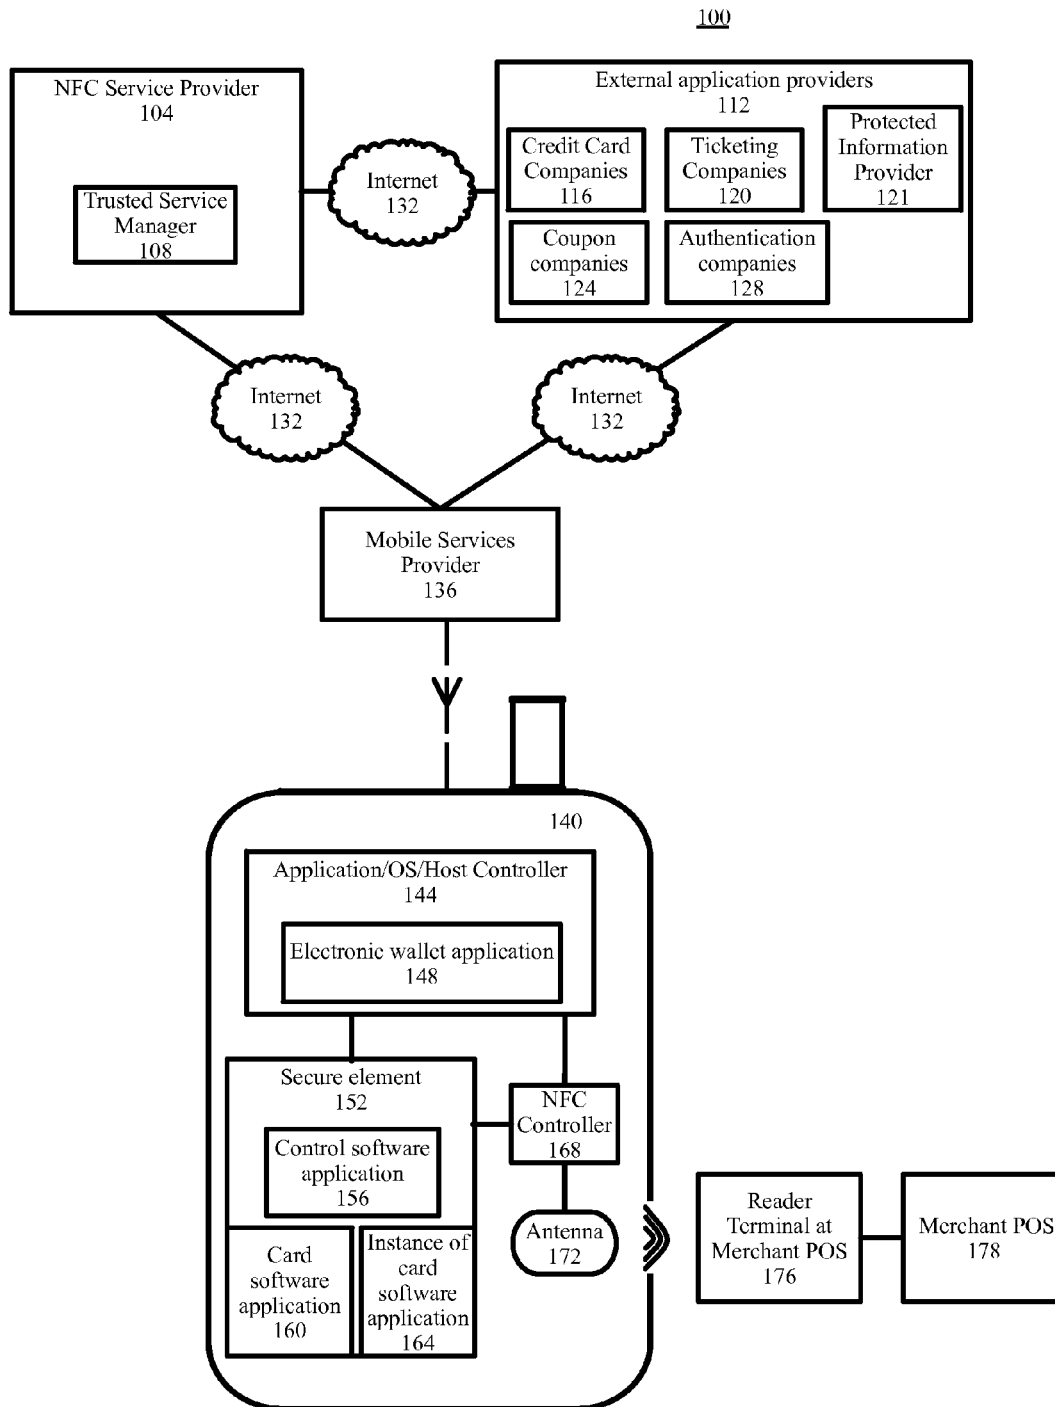 100
NFC Service Provider
104
Trusted Service
Manager
108
Internet
132
External application providers
112
Credit Card
Companies
116
Ticketing
Companies
120
Protected
Information
Provider
121
Coupon
companies
124
Authentication
companies
128
Internet
132
Internet
132
Mobile Services
Provider
136
140
Application/OS/Host Controller
144
Electronic wallet application
148
Secure element
152
Control software
application
156
Card
software
application
160
Instance of
card
software
application
164
NFC
Controller
168
Antenna
172
Reader
Terminal at
Merchant POS
176
Merchant POS
178